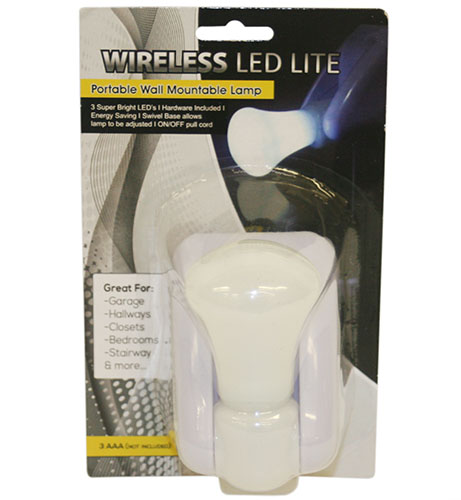 WIRELESS LED LITE
Portable Wall Mountable Lamp
3 Super Bright LED's I Hardware Included I
Energy Saving I Swivel Base allows
lamp to be adjusted I ON/OFF pull cord
Great For:
-Garage
-Hallways
-Closets
-Bedrooms
-Stairway
& more...
3 AAA (NOT INCLUDED)